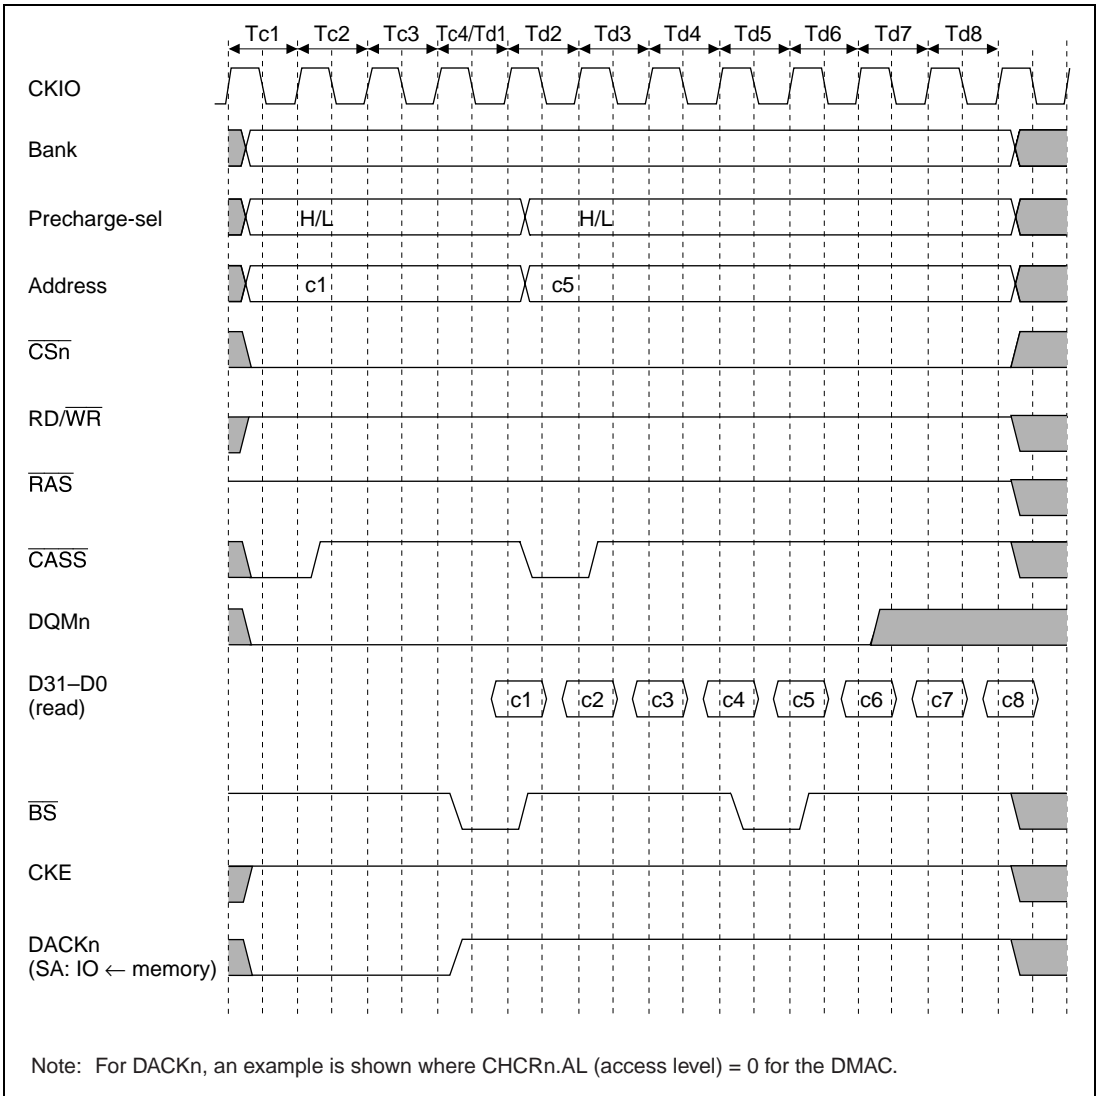 Tc1 Tc2 Tc3 Tc4/Td1 Td2 Td3 Td4 Td5 Td6 Td7 Td8
CKIO
Bank
Precharge-sel H/L H/L
Address c1 c5
CSn
RD/WR
RAS
CASS
DQMn
D31–D0
(read) c1 c2 c3 c4 c5 c6 c7 c8
BS
CKE
DACKn
(SA: IO ← memory)
Note: For DACKn, an example is shown where CHCRn.AL (access level) = 0 for the DMAC.